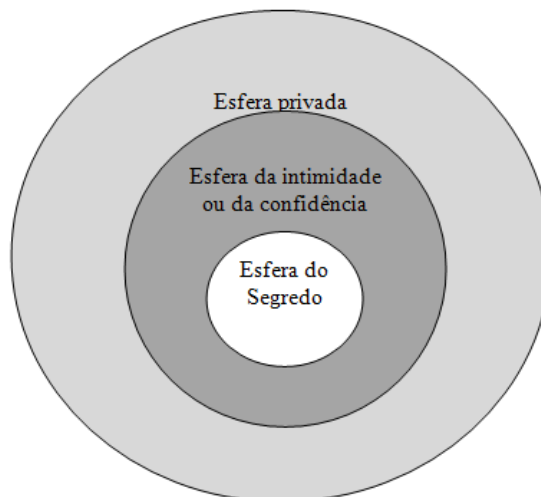 Esfera privada
Esfera da intimidade
ou da confidência
Esfera do
Segredo